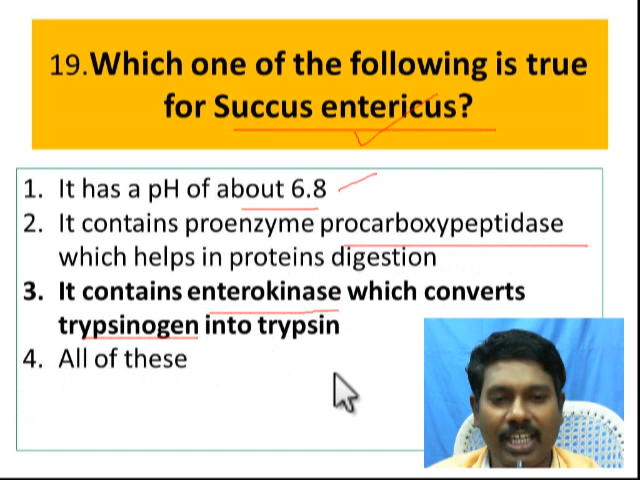 19.Which one of the following is true
for Succus entericus?
1. It has a pH of about 6.8
2. It contains proenzyme procarboxypeptidase
which helps in proteins digestion
3. It contains enterokinase which converts
trypsinogen into trypsin
4. All of these